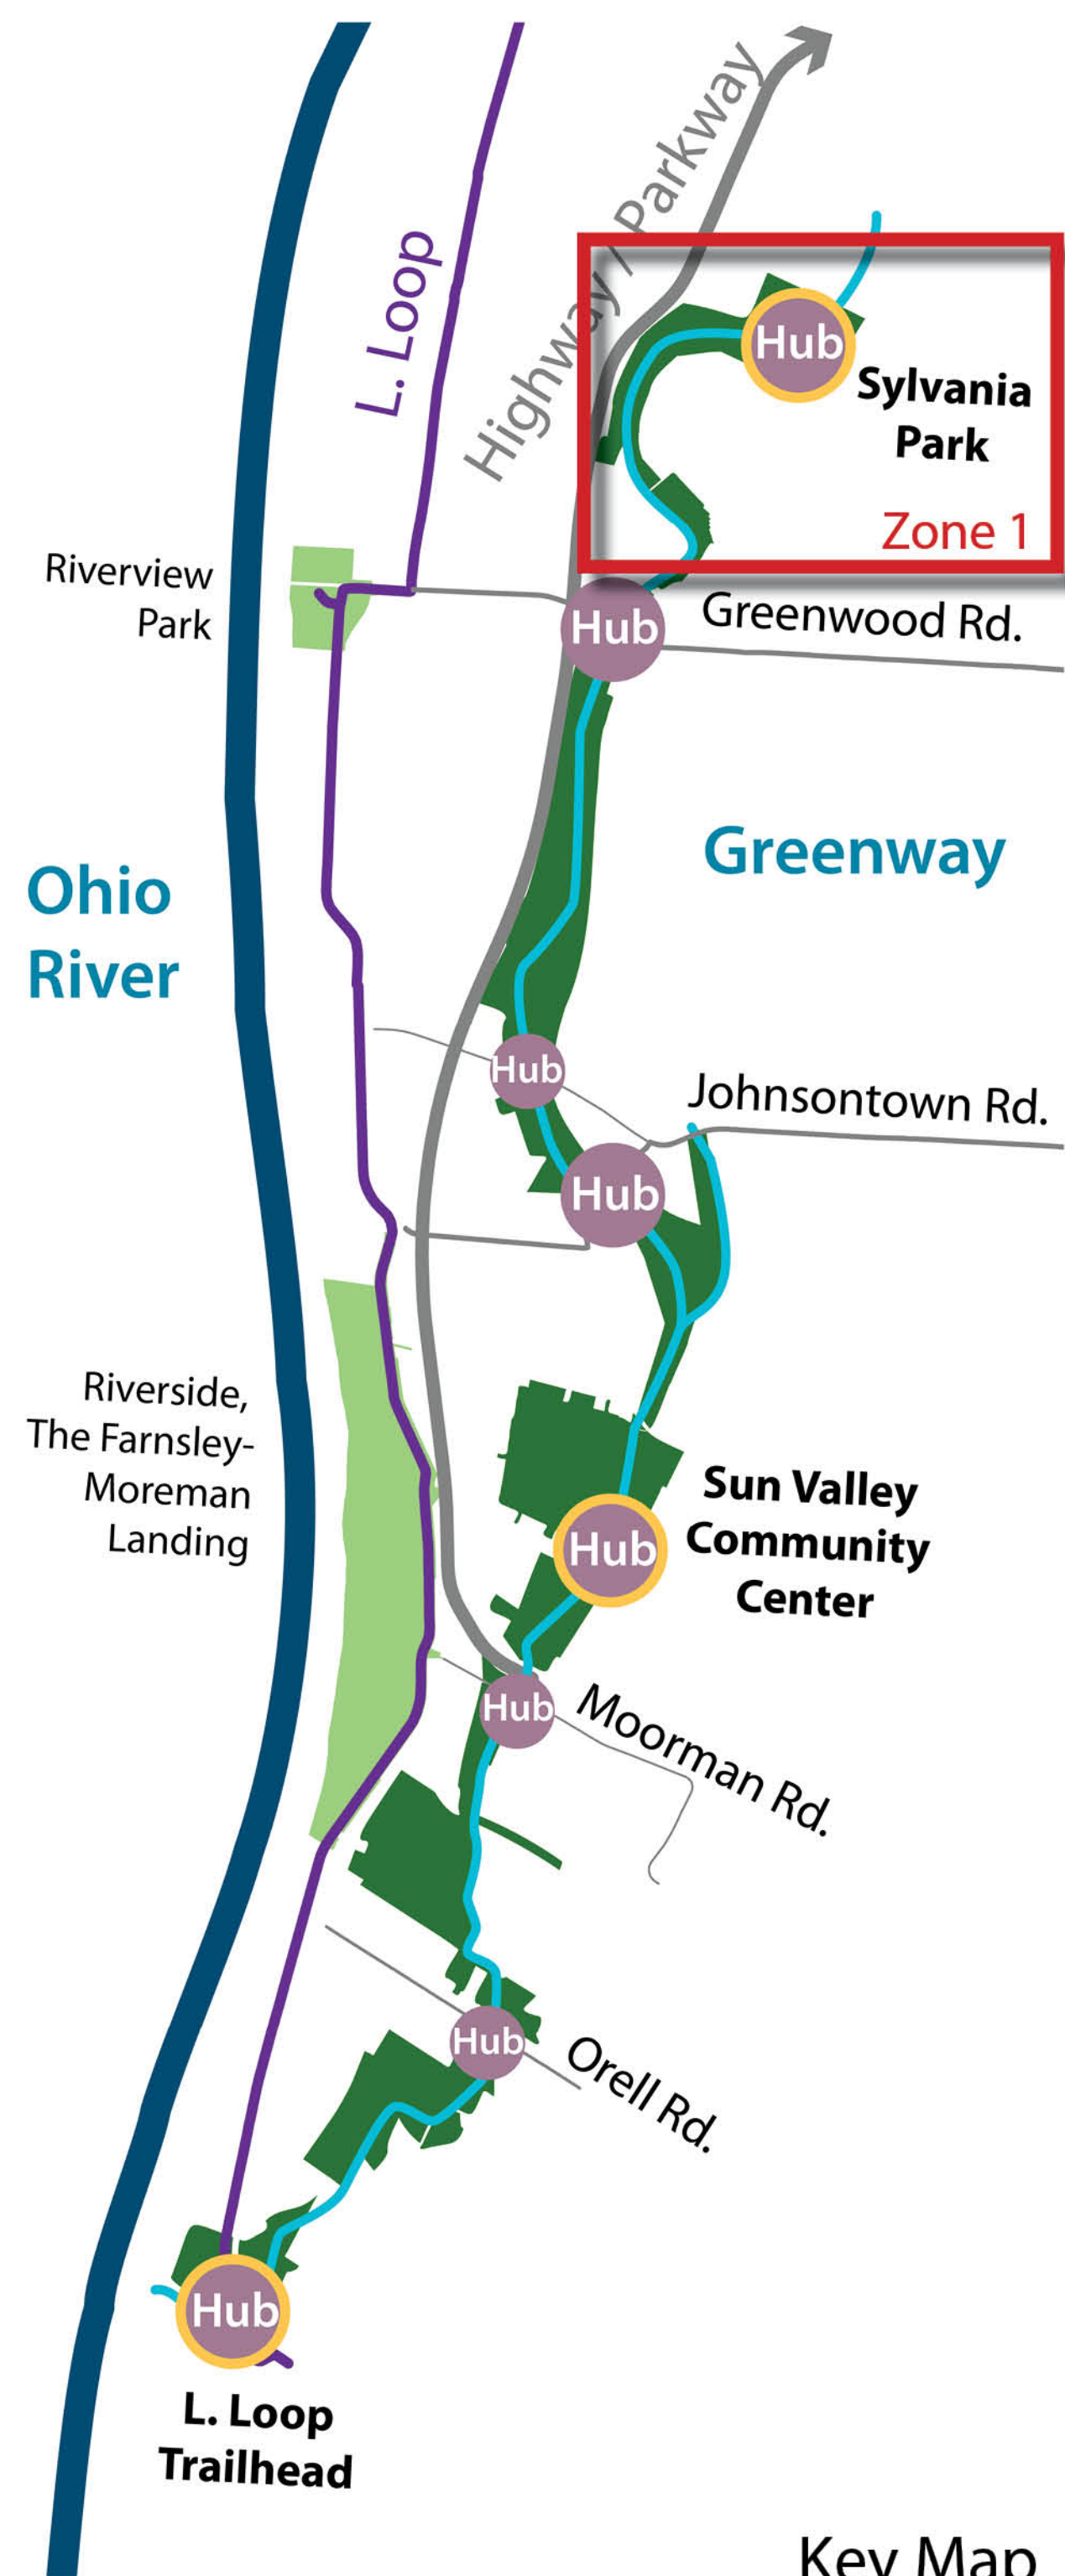 L. Loop
Highway / Parkway
Hub
Sylvania
Park
Zone 1
Riverview
Park
Hub
Greenwood Rd.
Greenway
Ohio
River
Hub
Johnsontown Rd.
Hub
Riverside,
The Farnsley-
Moreman
Landing
Sun Valley
Community
Center
Hub
Hub
Moorman Rd.
Hub
Orell Rd.
Hub
L. Loop
Trailhead
Key Map